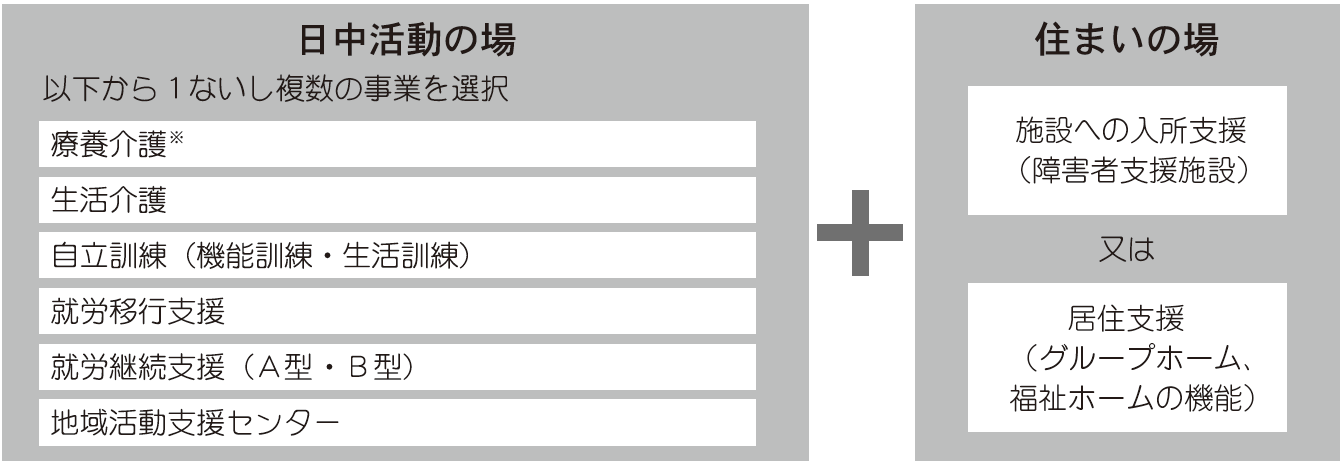 日中活動の場
以下から１ないし複数の事業を選択
療養介護※
生活介護
自立訓練（機能訓練・生活訓練）
就労移行支援
就労継続支援（Ａ型・Ｂ型）
地域活動支援センター
＋
住まいの場
施設への入所支援
（障害者支援施設）
又は
居住支援
（グループホーム、
福祉ホームの機能）